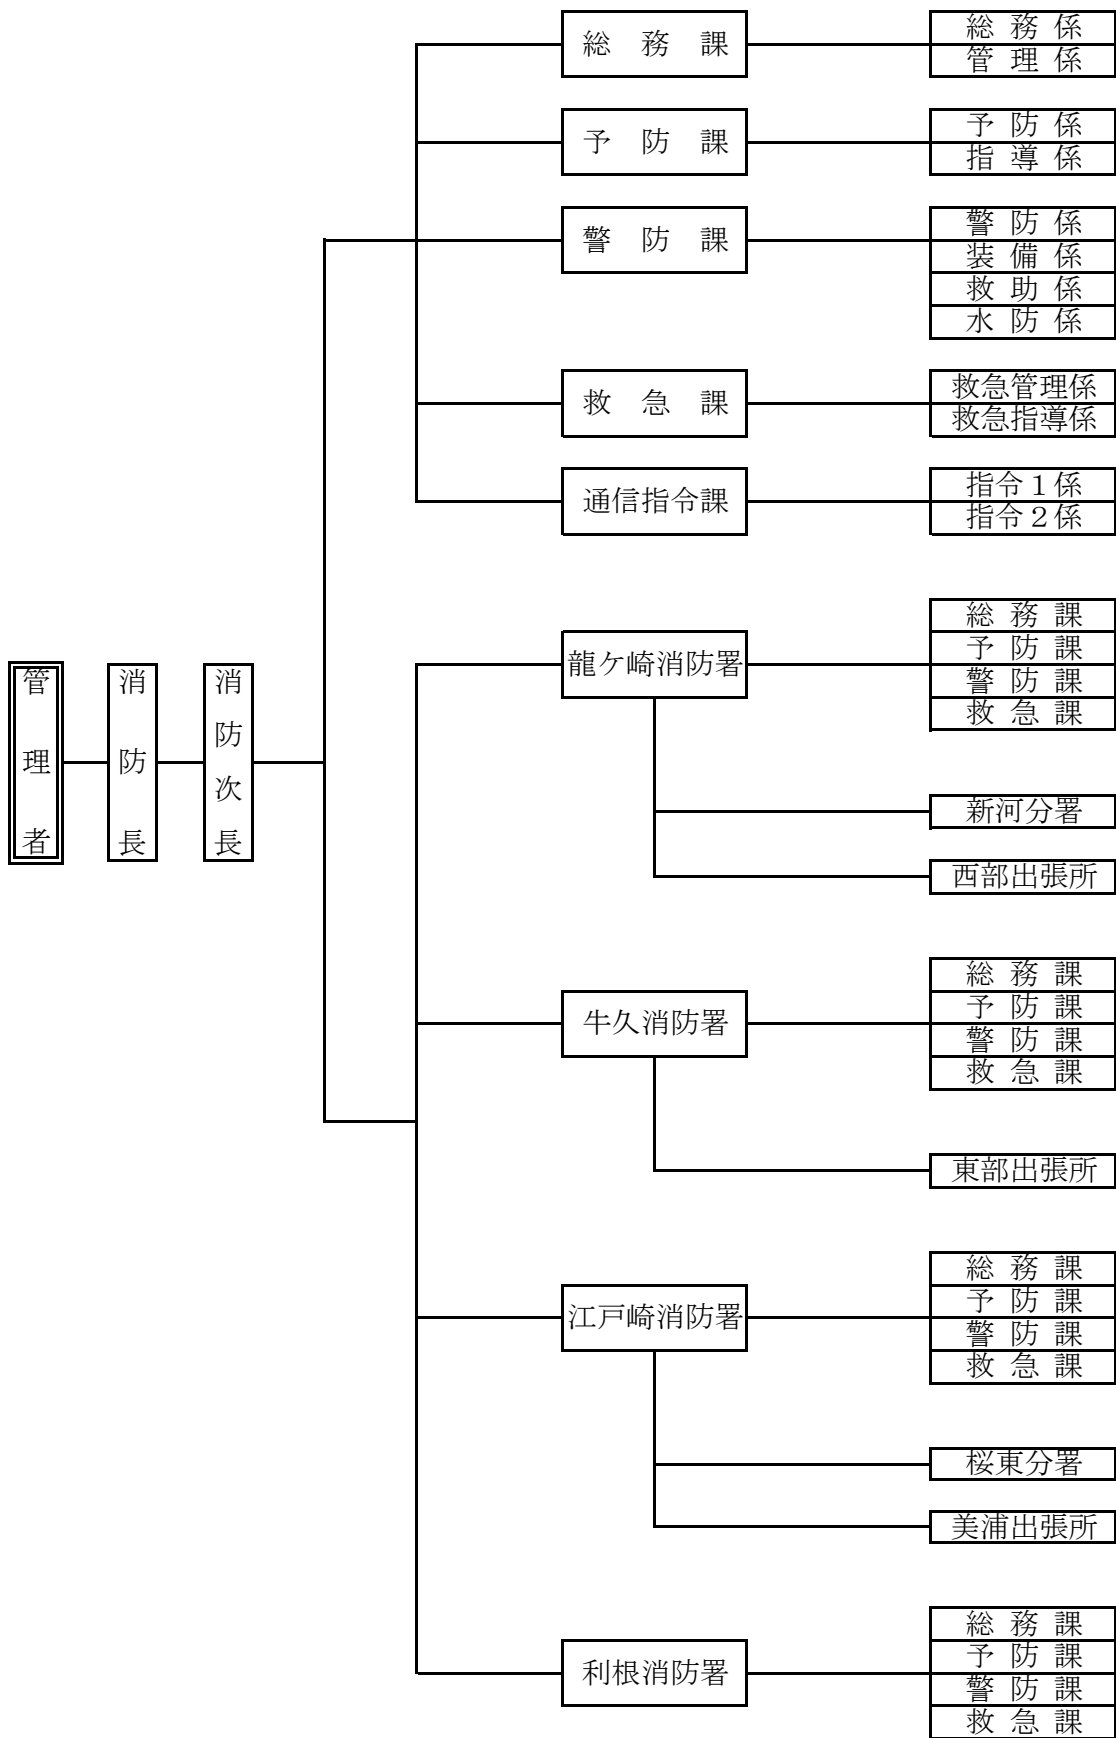 管理者
消防長
消防次長
総務課
総務係
管理係
予防課
予防係
指導係
警防課
警防係
装備係
救助係
水防係
救急課
救急管理係
救急指導係
通信指令課
指令１係
指令２係
龍ケ崎消防署
総務課
予防課
警防課
救急課
新河分署
西部出張所
牛久消防署
総務課
予防課
警防課
救急課
東部出張所
江戸崎消防署
総務課
予防課
警防課
救急課
桜東分署
美浦出張所
利根消防署
総務課
予防課
警防課
救急課